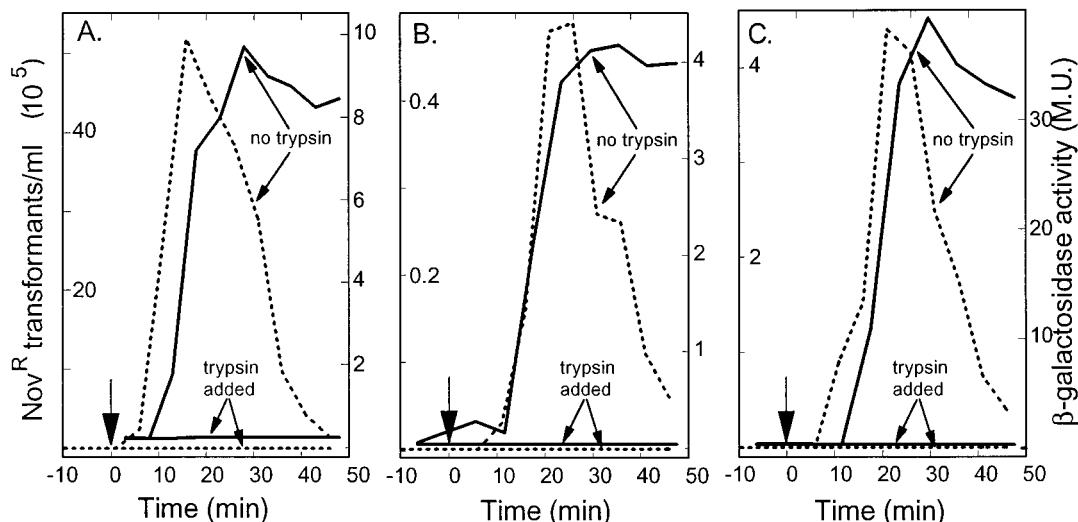 A.
B.
C.
Nov^R transformants/ml (10^5)
40
20
10
8
6
4
2
no trypsin
trypsin added
-10 0 10 20 30 40 50
Time (min)
0.4
0.2
4
3
2
1
no trypsin
trypsin added
-10 0 10 20 30 40 50
Time (min)
4
2
30
20
10
no trypsin
trypsin added
-10 0 10 20 30 40 50
Time (min)
β-galactosidase activity (M.U.)